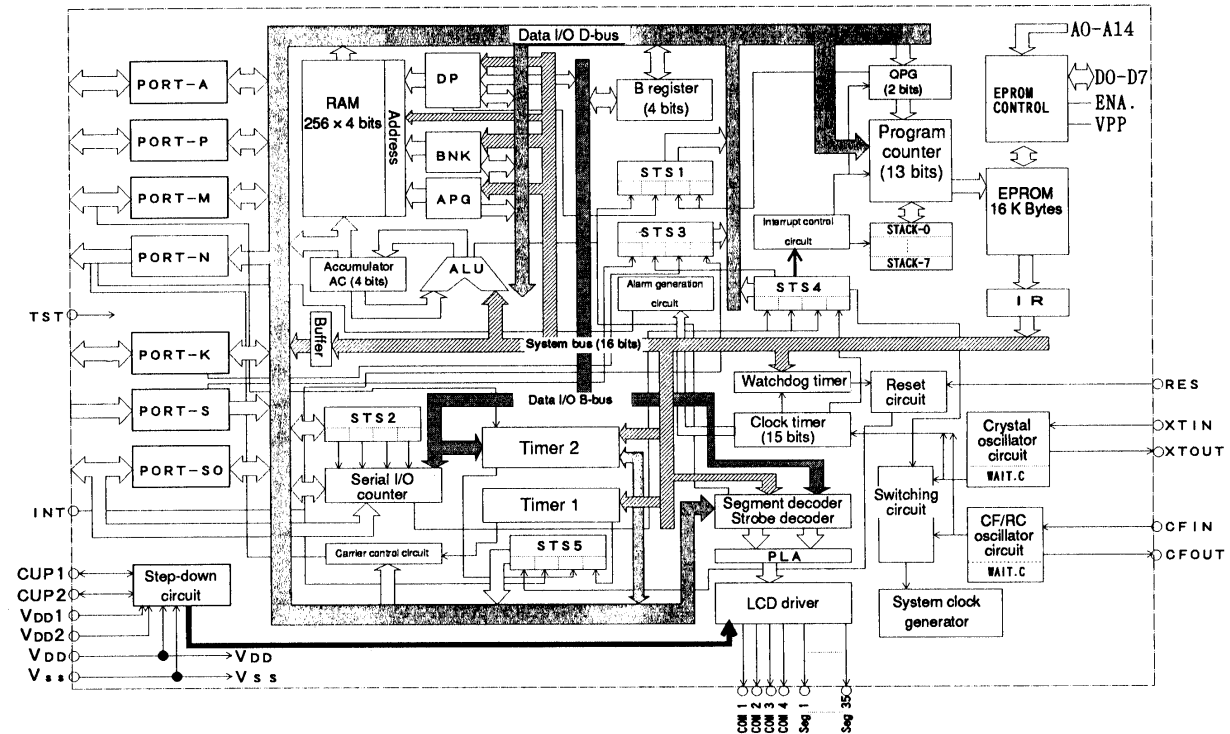 Data I/O D-bus
AO-A14
PORT-A
RAM
256 × 4 bits
Address
DP
B register
(4 bits)
QPG
(2 bits)
EPROM
CONTROL
DO-D7
ENA.
VPP
PORT-P
BNK
Program
counter
(13 bits)
PORT-M
APG
STS1
EPROM
16 K Bytes
PORT-N
Accumulator
AC (4 bits)
ALU
STS3
Interrupt control
circuit
STACK-0
STACK-7
Alarm generation
circuit
STS4
IR
TST
Buffer
System bus (16 bits)
PORT-K
Watchdog timer
Reset
circuit
RES
PORT-S
Data I/O B-bus
STS2
Timer 2
Clock timer
(15 bits)
Crystal
oscillator
circuit
WAIT.C
XTIN
XTOUT
PORT-SO
Serial I/O
counter
Timer 1
Segment decoder
Strobe decoder
Switching
circuit
INT
CF/RC
oscillator
circuit
WAIT.C
CFIN
CFOUT
Carrier control circuit
STS5
PLA
CUP1
CUP2
Step-down
circuit
LCD driver
System clock
generator
VDD1
VDD2
VDD
VDD
Vss
VSS
COM 1
COM 2
COM 3
COM 4
Seg 1
Seg 35